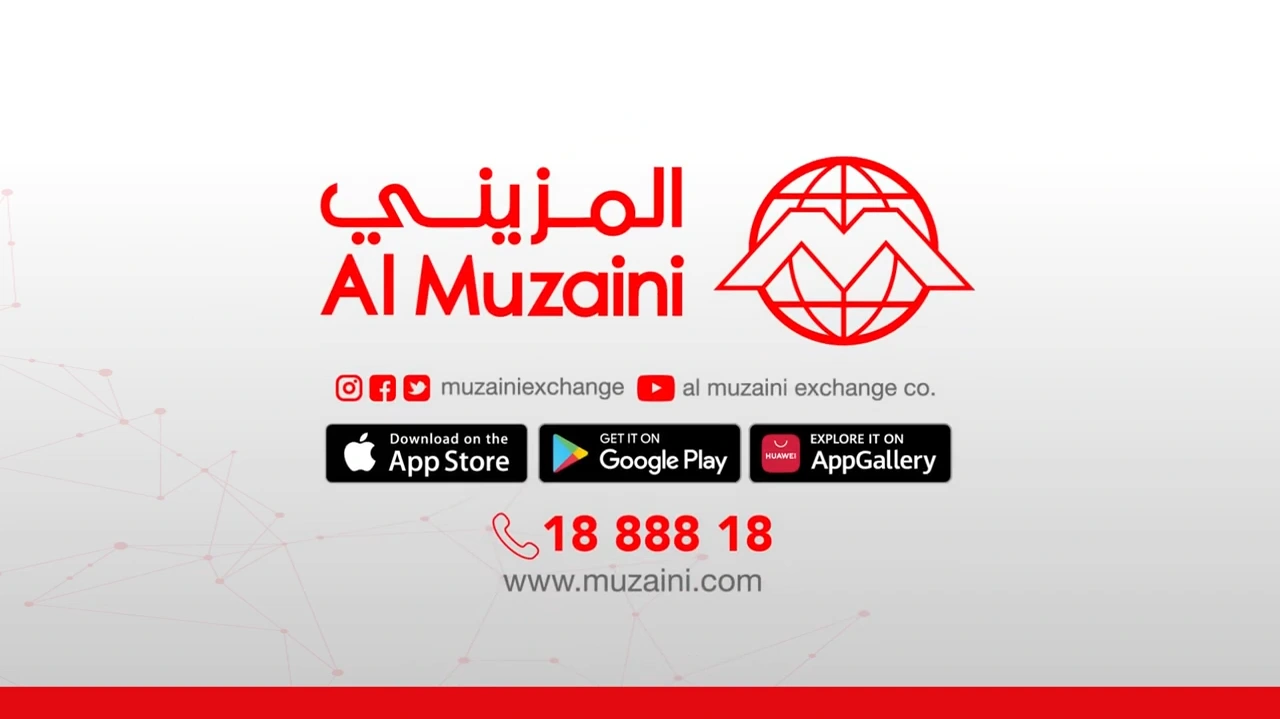 المزيني
Al Muzaini
muzainiexchange al muzaini exchange co.
Download on the App Store
GET IT ON Google Play
HUAWEI EXPLORE IT ON AppGallery
18 888 18
www.muzaini.com